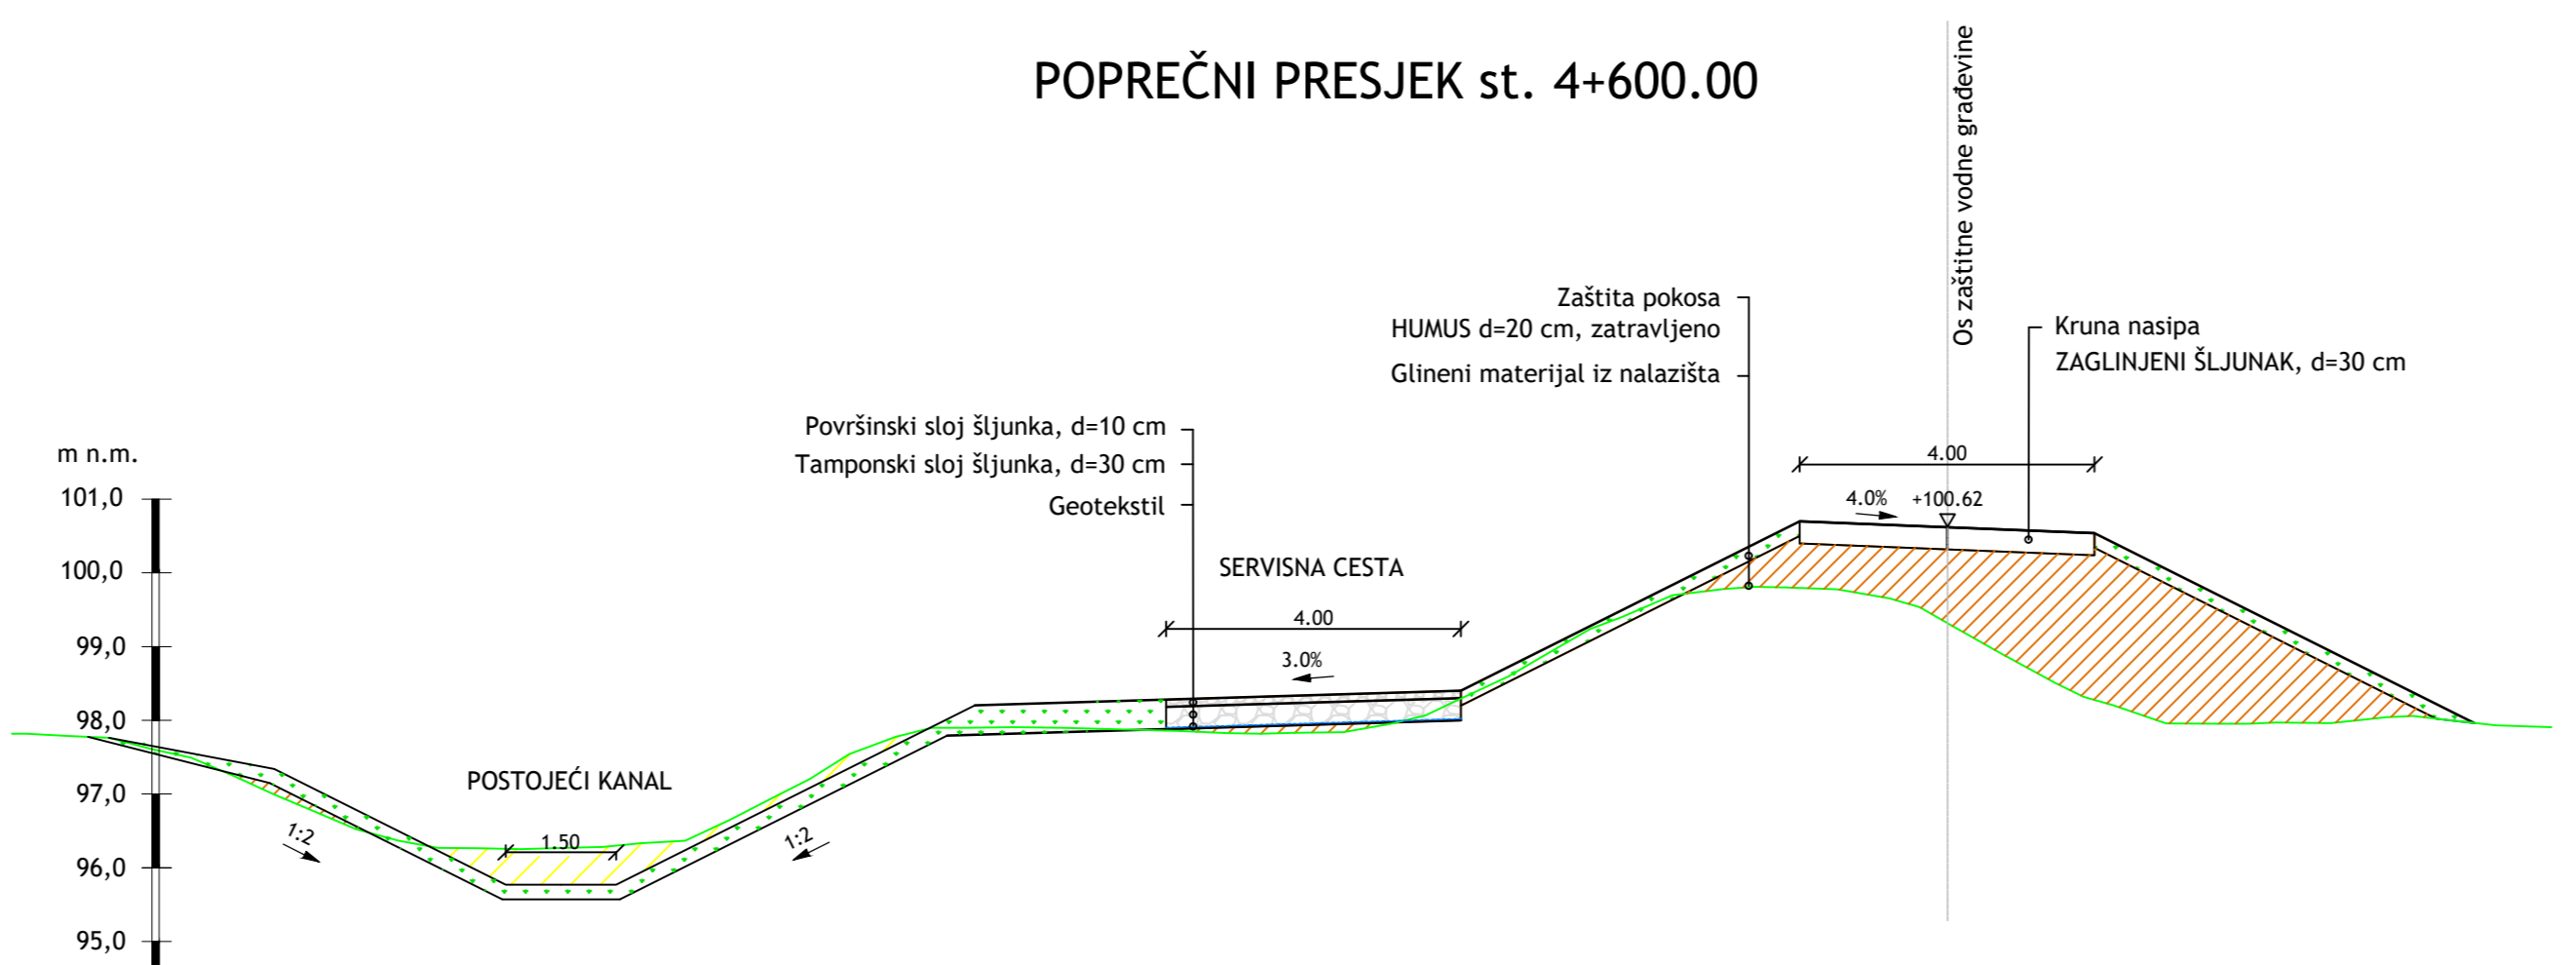 POPREČNI PRESJEK st. 4+600.00
Os zaštitne vodne građevine
Zaštita pokosa
HUMUS d=20 cm, zatravljeno
Glineni materijal iz nalazišta
Kruna nasipa
ZAGLINJENI ŠLJUNAK, d=30 cm
Površinski sloj šljunka, d=10 cm
Tamponski sloj šljunka, d=30 cm
Geotekstil
4.00
4.0%
+100.62
SERVISNA CESTA
4.00
3.0%
m n.m.
101,0
100,0
99,0
98,0
97,0
96,0
95,0
POSTOJEĆI KANAL
1:2
1.50
1:2